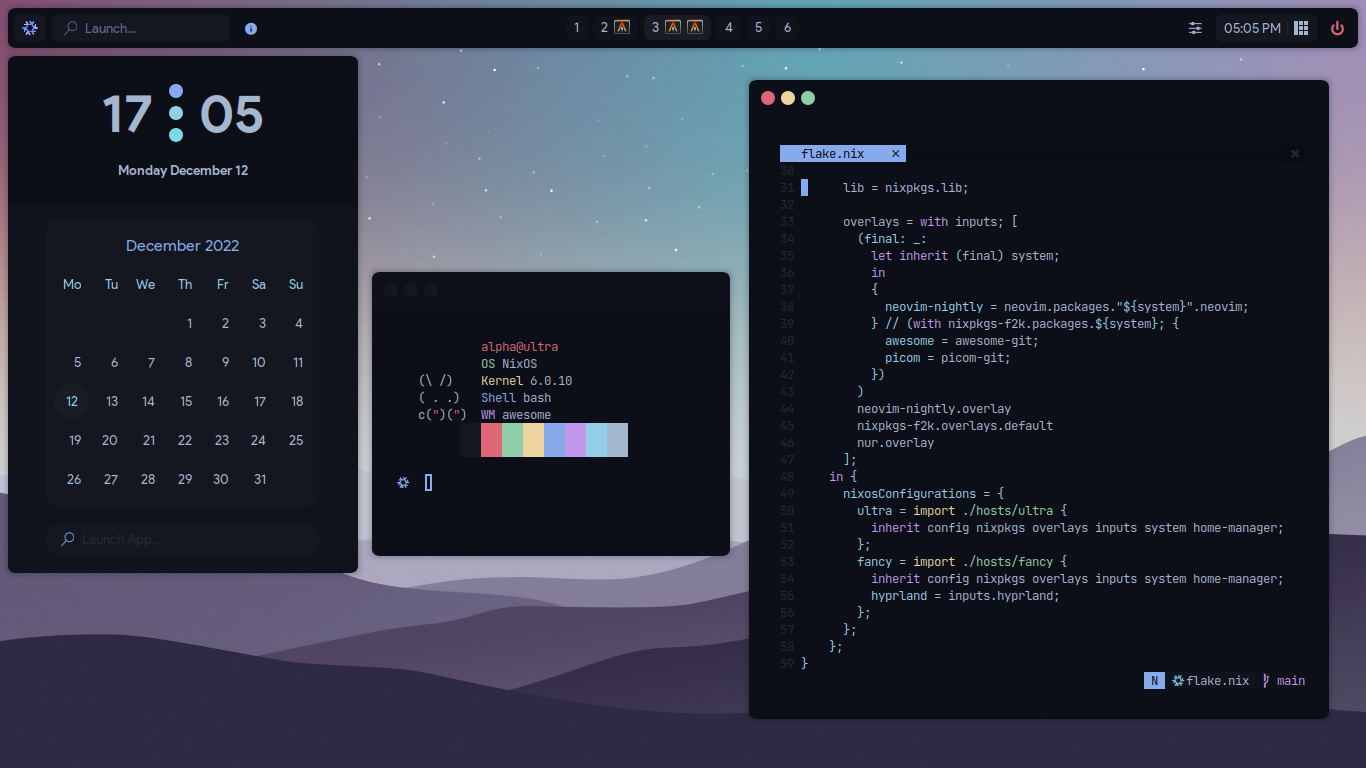 Launch...
1 2 3 4 5 6
05:05 PM
17 05
Monday December 12
December 2022
Mo Tu We Th Fr Sa Su
1 2 3 4
5 6 7 8 9 10 11
12 13 14 15 16 17 18
19 20 21 22 23 24 25
26 27 28 29 30 31
Launch App...
alpha@ultra
OS NixOS
(\ /) Kernel 6.0.10
( . .) Shell bash
c(")(") WM awesome
flake.nix ×
30
31 lib = nixpkgs.lib;
32
33 overlays = with inputs; [
34 (final: _:
35 let inherit (final) system;
36 in
37 {
38 neovim-nightly = neovim.packages."${system}".neovim;
39 } // (with nixpkgs-f2k.packages.${system}; {
40 awesome = awesome-git;
41 picom = picom-git;
42 })
43 )
44 neovim-nightly.overlay
45 nixpkgs-f2k.overlays.default
46 nur.overlay
47 ];
48 in {
49 nixosConfigurations = {
50 ultra = import ./hosts/ultra {
51 inherit config nixpkgs overlays inputs system home-manager;
52 };
53 fancy = import ./hosts/fancy {
54 inherit config nixpkgs overlays inputs system home-manager;
55 hyprland = inputs.hyprland;
56 };
57 };
58 };
59 }
N flake.nix main